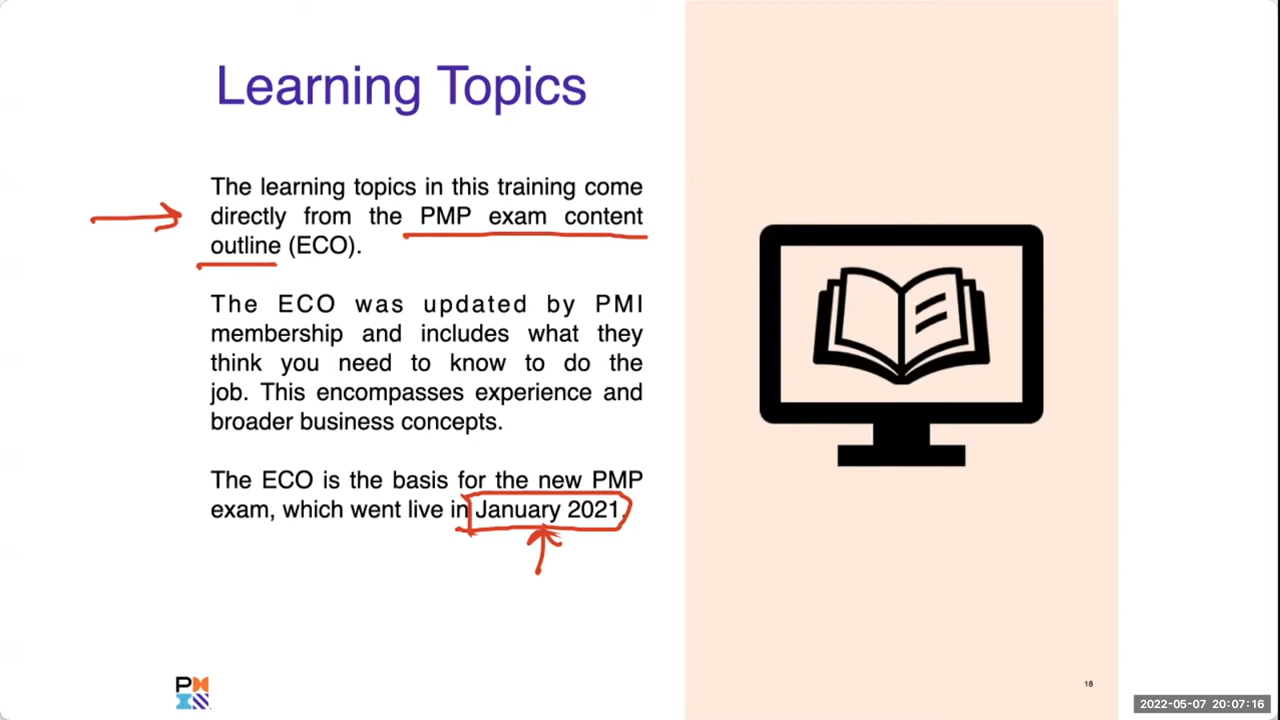 Learning Topics
The learning topics in this training come
directly from the PMP exam content
outline (ECO).
The ECO was updated by PMI
membership and includes what they
think you need to know to do the
job. This encompasses experience and
broader business concepts.
The ECO is the basis for the new PMP
exam, which went live in January 2021.
18
2022-05-07 20:07:16